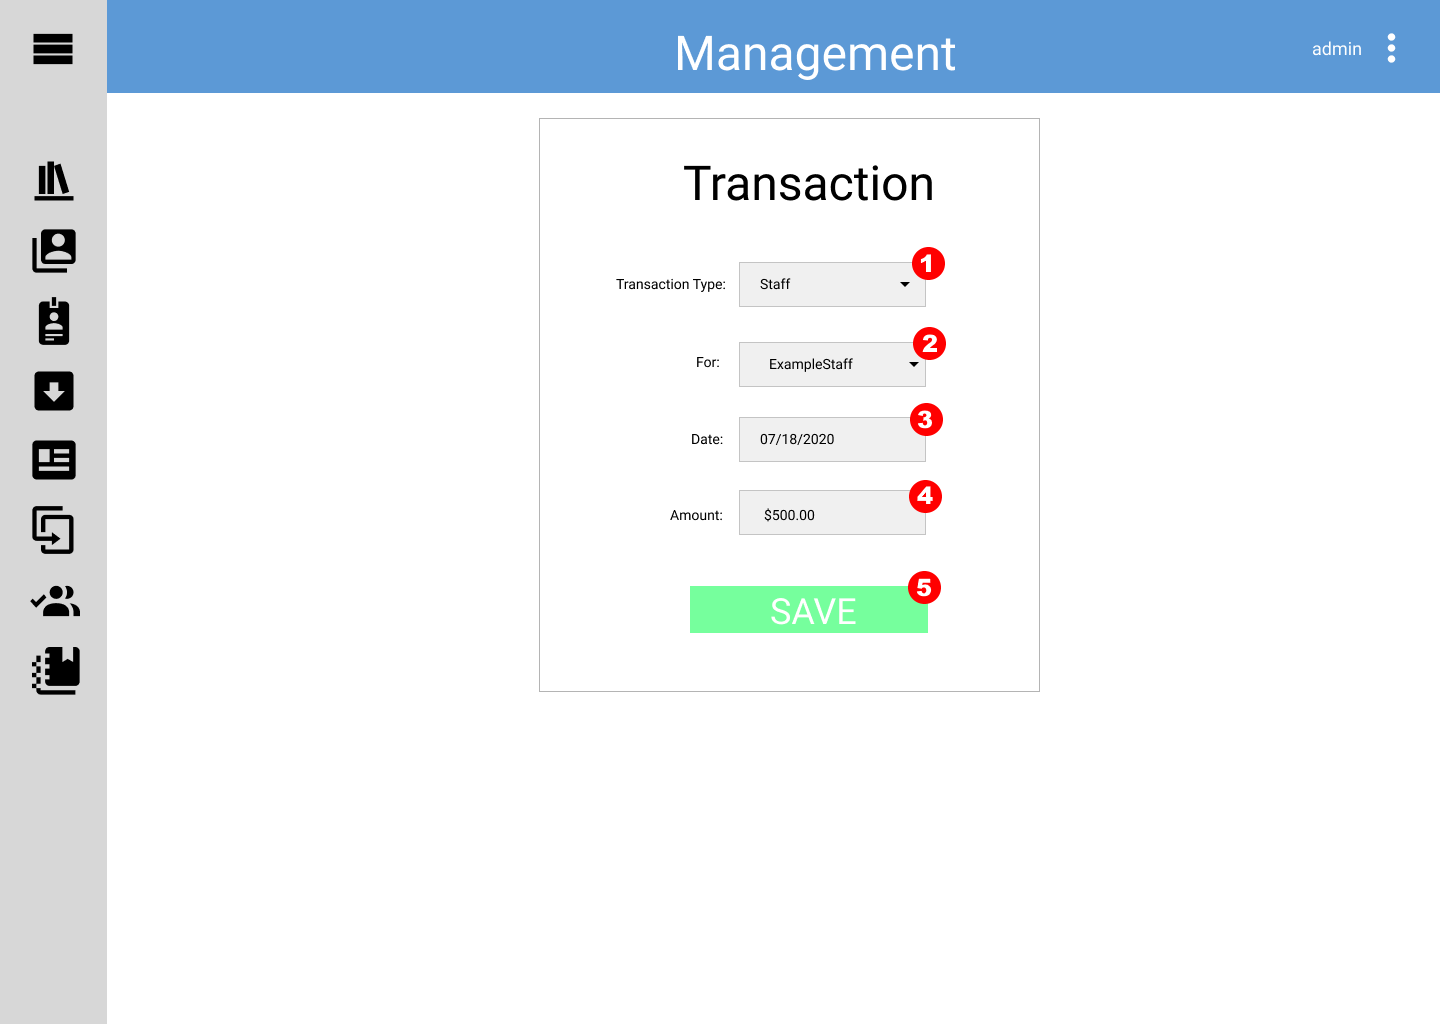 Management
admin
Transaction
Transaction Type: Staff 1
For: ExampleStaff 2
Date: 07/18/2020 3
Amount: $500.00 4
SAVE 5